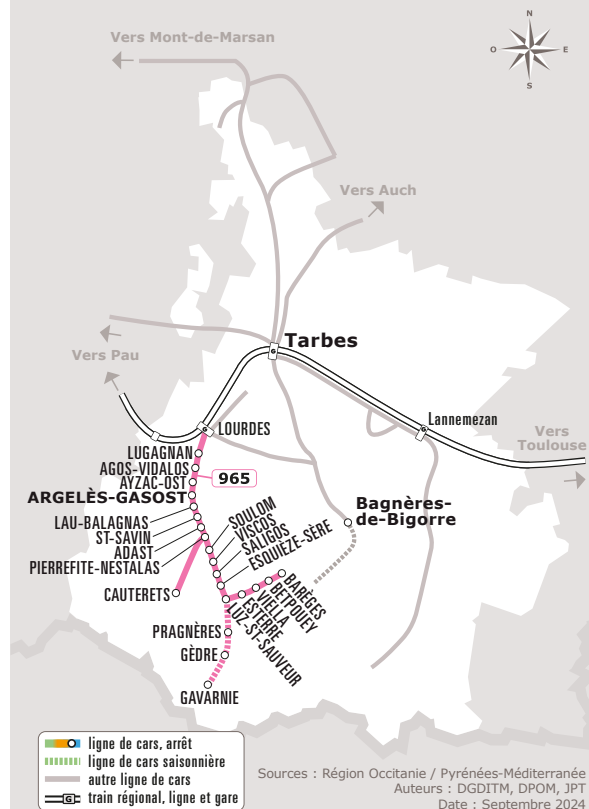 Vers Mont-de-Marsan
N
O
E
S
Vers Auch
Tarbes
Vers Pau
LOURDES
Lannemezan
Vers
Toulouse
LUGAGNAN
AGOS-VIDALOS
965
AYZAC-OST
ARGELÈS-GASOST
Bagnères-
de-Bigorre
LAU-BALAGNAS
ST-SAVIN
ADAST
PIERREFITE-NESTALAS
SOULOM
VISCOS
SALIGOS
ESQUIÈZE-SÈRE
CAUTERETS
BARÈGES
BETPOUEY
VIELLA
ESTERRE
LUZ-ST-SAUVEUR
PRAGNÈRES
GÈDRE
GAVARNIE
ligne de cars, arrêt
ligne de cars saisonnière
autre ligne de cars
G train régional, ligne et gare
Sources : Région Occitanie / Pyrénées-Méditerranée
Auteurs : DGDITM, DPOM, JPT
Date : Septembre 2024